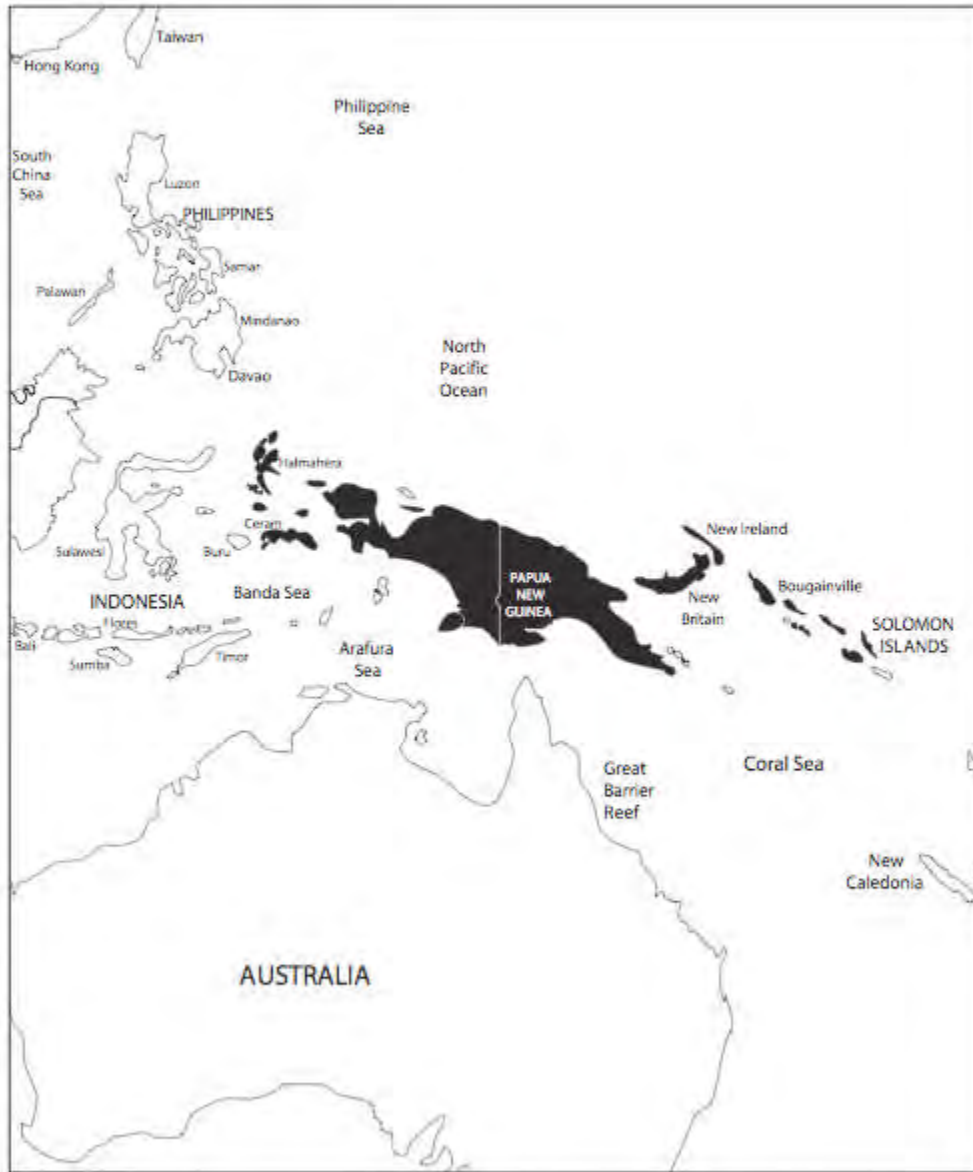 Taiwan
Hong Kong
Philippine
Sea
South
China
Sea
Luzon
PHILIPPINES
Samar
Palawan
Mindanao
North
Pacific
Ocean
Davao
Halmahera
Ceram
New Ireland
Sulawesi
Buru
PAPUA
NEW
GUINEA
Bougainville
Banda Sea
New
Britain
INDONESIA
Flores
SOLOMON
ISLANDS
Bali
Sumba
Timor
Arafura
Sea
Great
Barrier
Reef
Coral Sea
New
Caledonia
AUSTRALIA